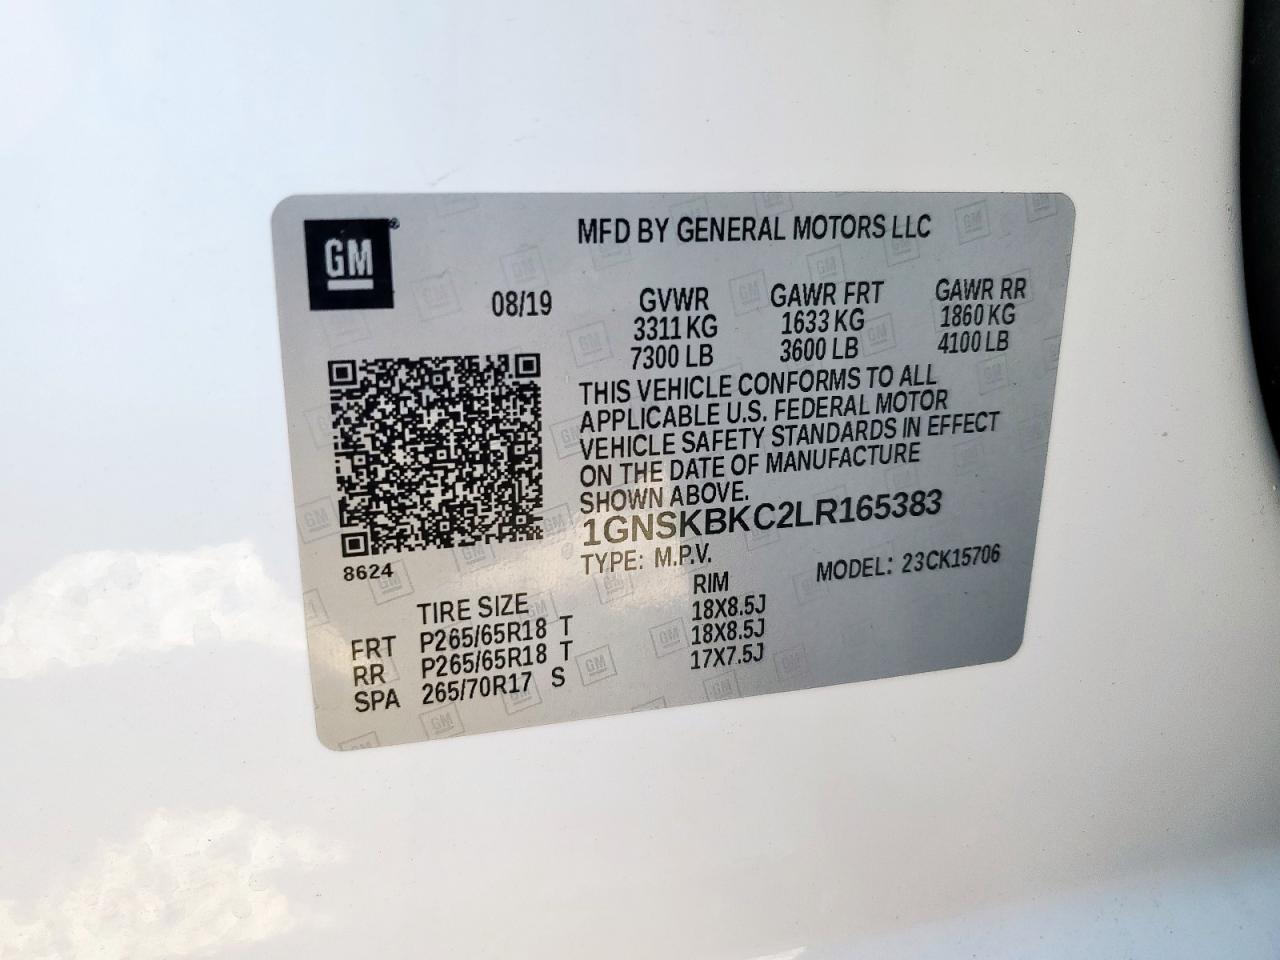 GM®
MFD BY GENERAL MOTORS LLC
08/19
GVWR GAWR FRT GAWR RR
3311 KG 1633 KG 1860 KG
7300 LB 3600 LB 4100 LB
THIS VEHICLE CONFORMS TO ALL
APPLICABLE U.S. FEDERAL MOTOR
VEHICLE SAFETY STANDARDS IN EFFECT
ON THE DATE OF MANUFACTURE
SHOWN ABOVE.
1GNSKBKC2LR165383
TYPE: M.P.V. MODEL: 23CK15706
8624
TIRE SIZE RIM
FRT P265/65R18 T 18X8.5J
RR P265/65R18 T 18X8.5J
SPA 265/70R17 S 17X7.5J